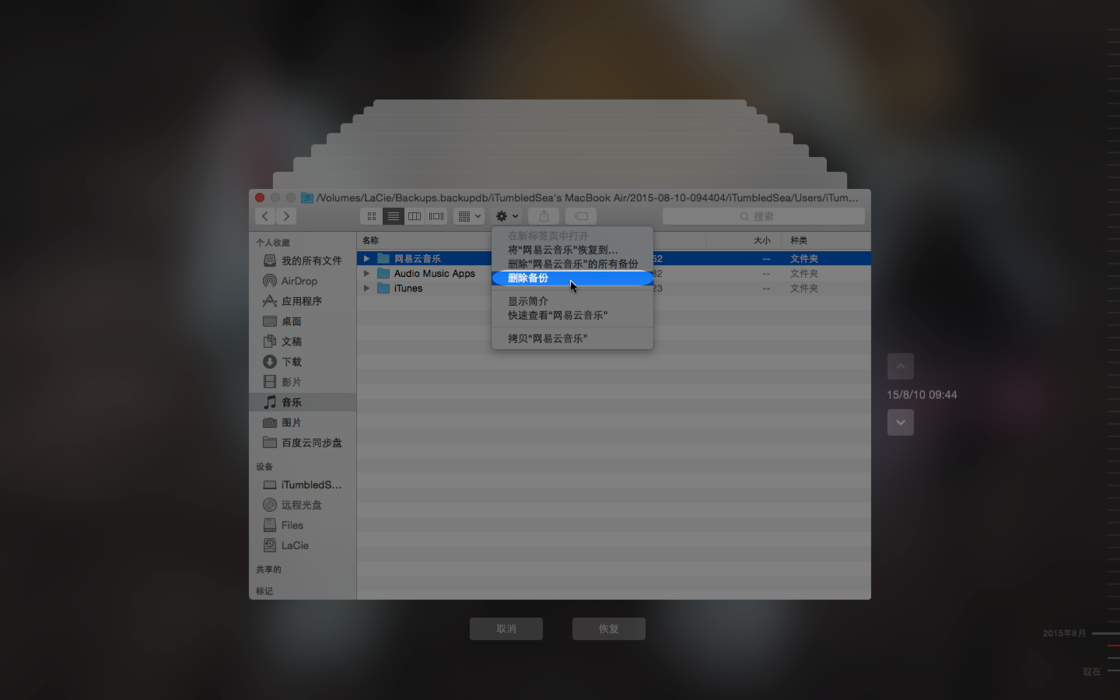 /Volumes/LaCie/Backups.backupdb/iTumbledSea's MacBook Air/2015-08-10-094404/iTumbledSea/Users/iTum...
搜索
个人收藏
我的所有文件
AirDrop
应用程序
桌面
文稿
下载
影片
音乐
图片
百度云同步盘
设备
iTumbledS...
远程光盘
Files
LaCie
共享的
标记
名称
大小
种类
网易云音乐
52
--
文件夹
Audio Music Apps
32
--
文件夹
iTunes
23
--
文件夹
在新标签页中打开
将“网易云音乐”恢复到...
删除“网易云音乐”的所有备份
删除备份
显示简介
快速查看“网易云音乐”
拷贝“网易云音乐”
15/8/10 09:44
取消
恢复
2015年8月
现在